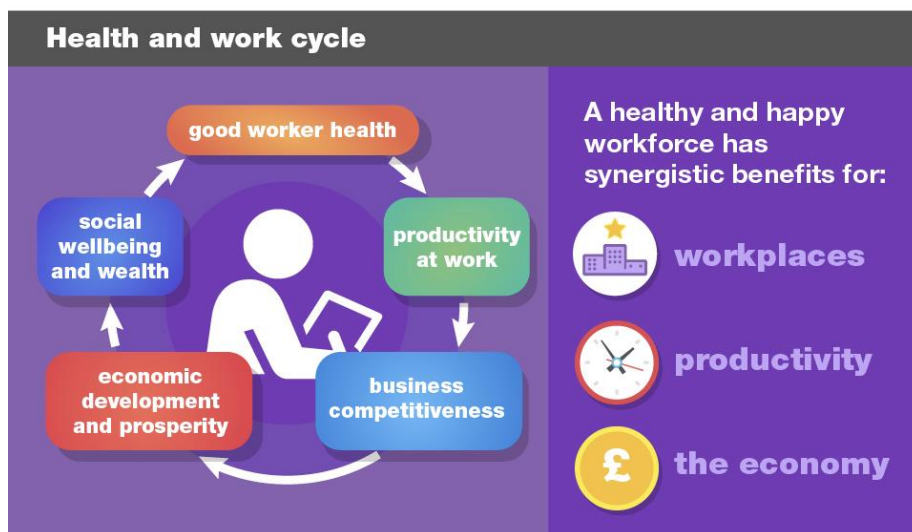 Health and work cycle
good worker health
productivity
at work
business
competitiveness
economic
development
and prosperity
social
wellbeing
and wealth
A healthy and happy
workforce has
synergistic benefits for:
workplaces
productivity
£
the economy